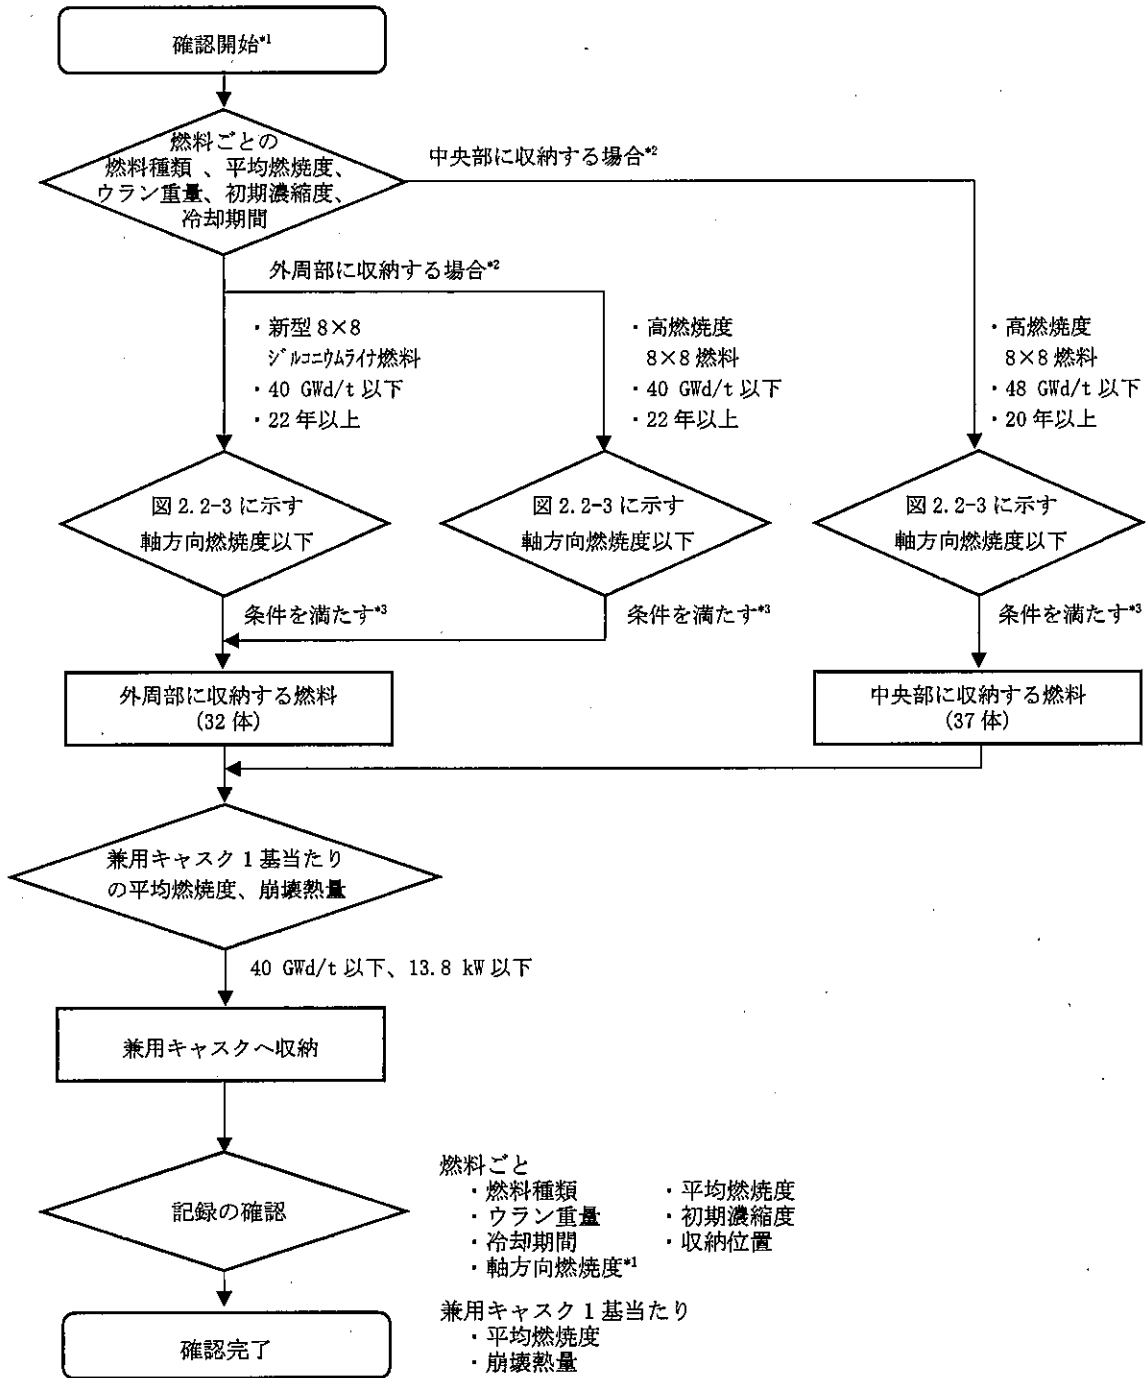 確認開始*1
燃料ごとの
燃料種類 、平均燃焼度、
ウラン重量、初期濃縮度、
冷却期間
中央部に収納する場合*2
外周部に収納する場合*2
・新型 8×8
ジルコニウムライナ燃料
・40 GWd/t 以下
・22 年以上
・高燃焼度
8×8 燃料
・40 GWd/t 以下
・22 年以上
・高燃焼度
8×8 燃料
・48 GWd/t 以下
・20 年以上
図 2.2-3 に示す
軸方向燃焼度以下
図 2.2-3 に示す
軸方向燃焼度以下
図 2.2-3 に示す
軸方向燃焼度以下
条件を満たす*3
条件を満たす*3
条件を満たす*3
外周部に収納する燃料
(32 体)
中央部に収納する燃料
(37 体)
兼用キャスク 1 基当たり
の平均燃焼度、崩壊熱量
40 GWd/t 以下、13.8 kW 以下
兼用キャスクへ収納
記録の確認
燃料ごと
・燃料種類 ・平均燃焼度
・ウラン重量 ・初期濃縮度
・冷却期間 ・収納位置
・軸方向燃焼度*1
兼用キャスク 1 基当たり
・平均燃焼度
・崩壊熱量
確認完了